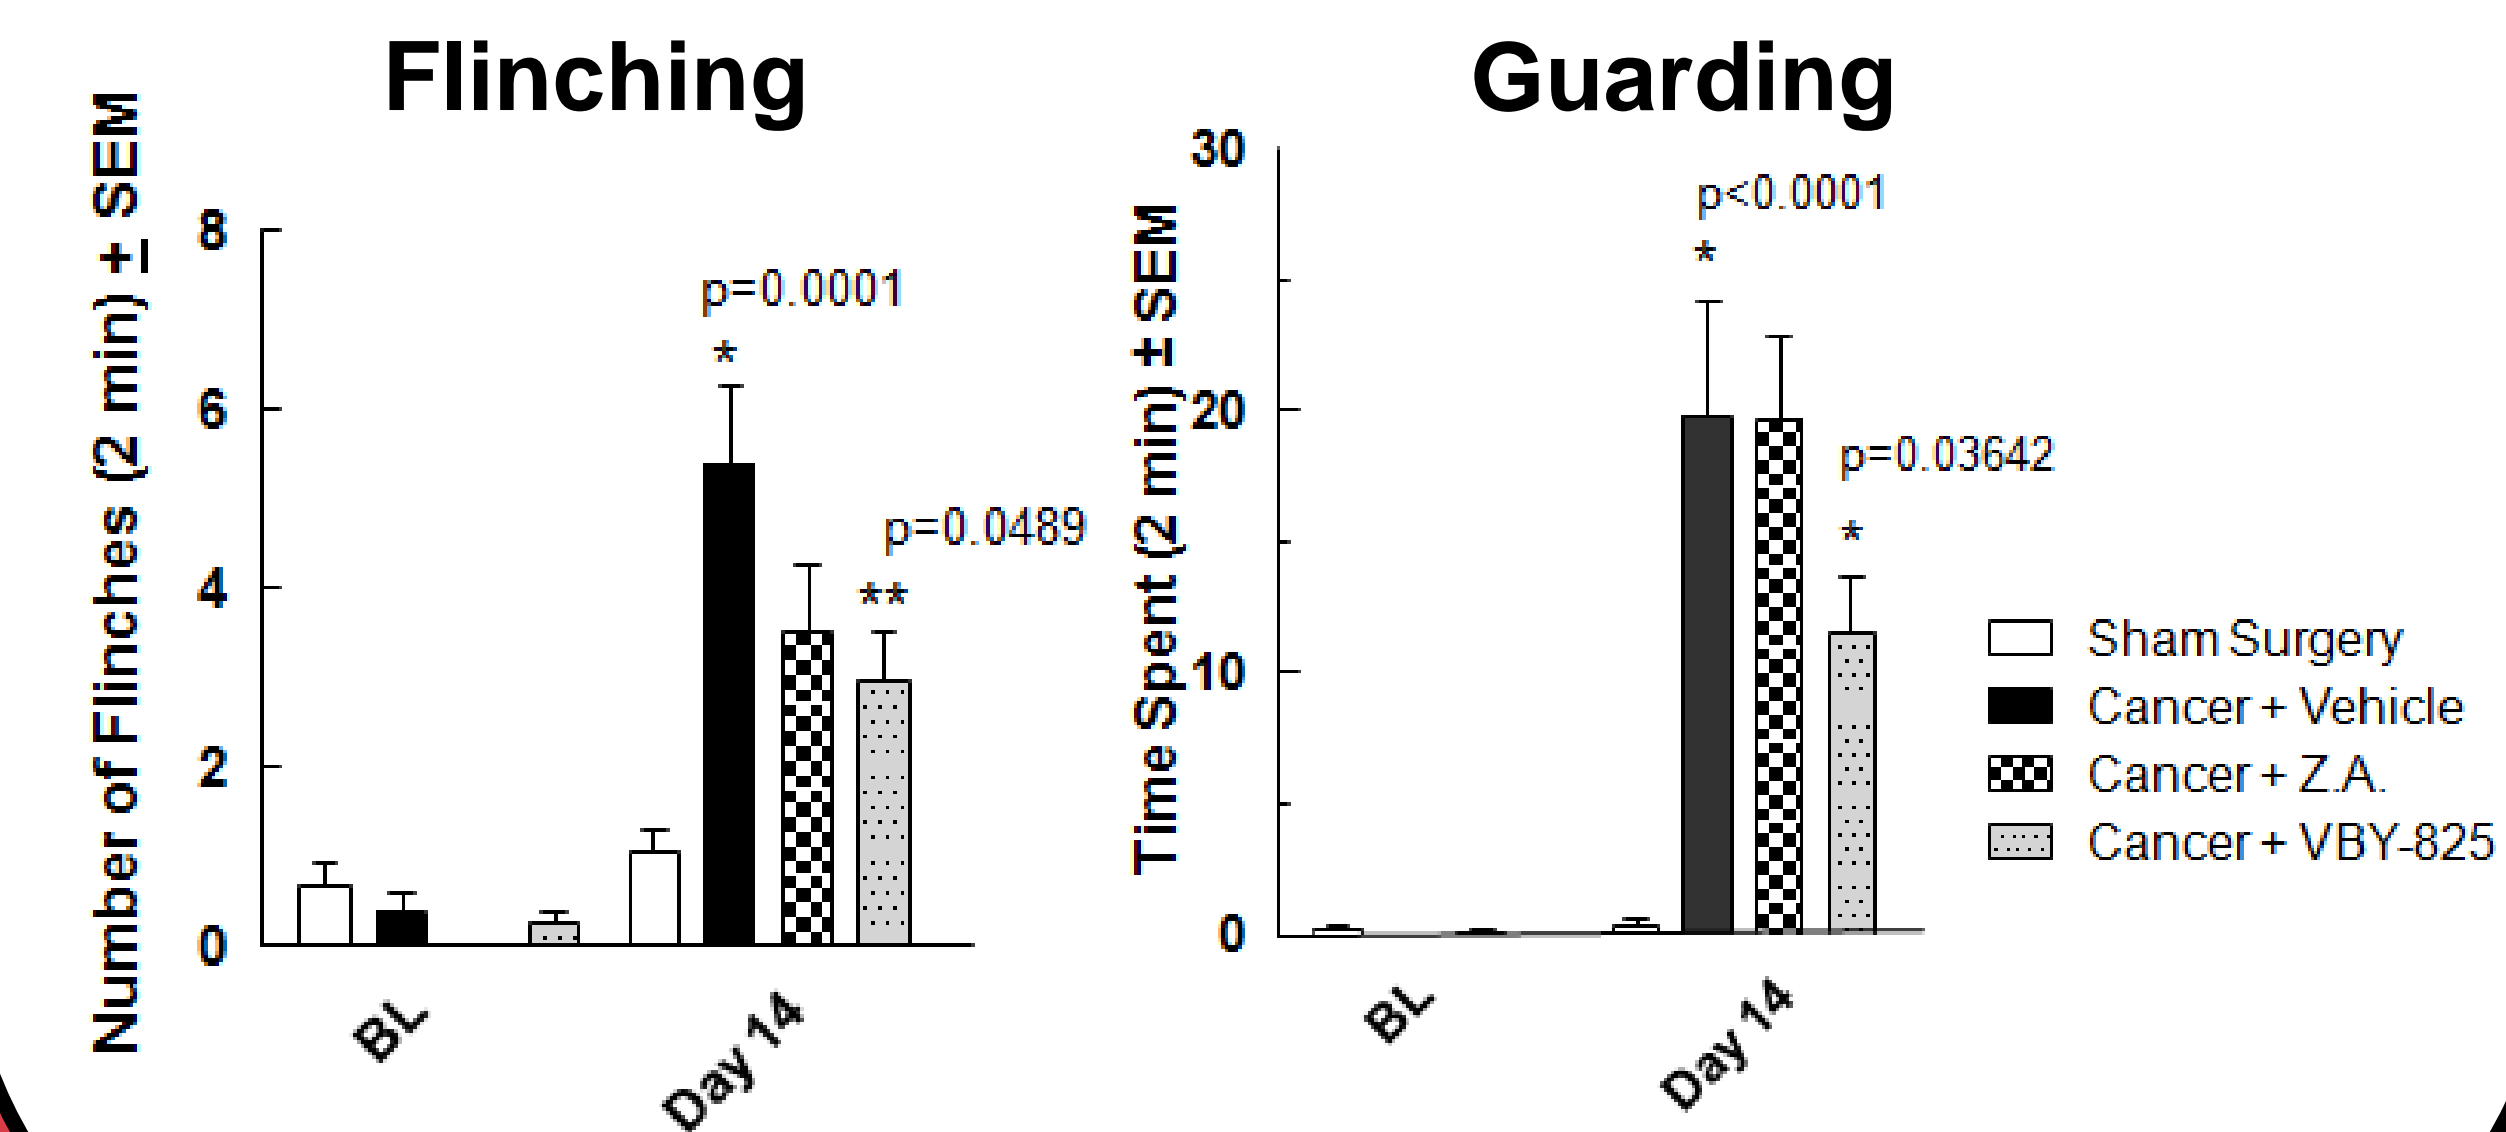 Flinching
Number of Flinches (2 min) ± SEM
8
6
4
2
0
p=0.0001
*
p=0.0489
**
BL
Day 14
Guarding
Time Spent (2 min) ± SEM
30
20
10
0
p<0.0001
*
p=0.03642
*
BL
Day 14
Sham Surgery
Cancer + Vehicle
Cancer + Z.A.
Cancer + VBY-825